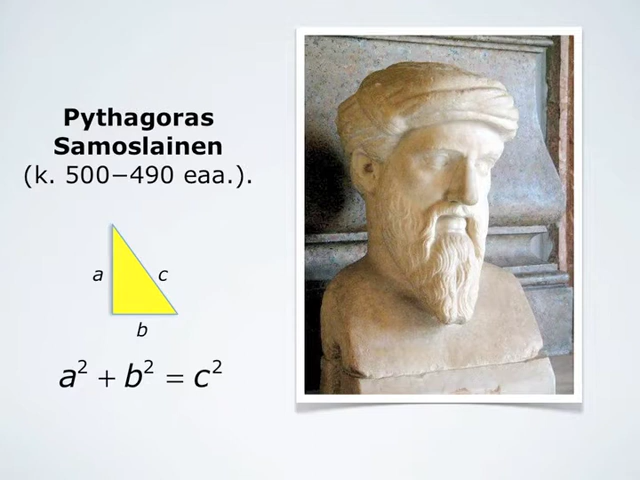 Pythagoras
Samoslainen
(k. 500−490 eaa.).
a
c
b
a² + b² = c²